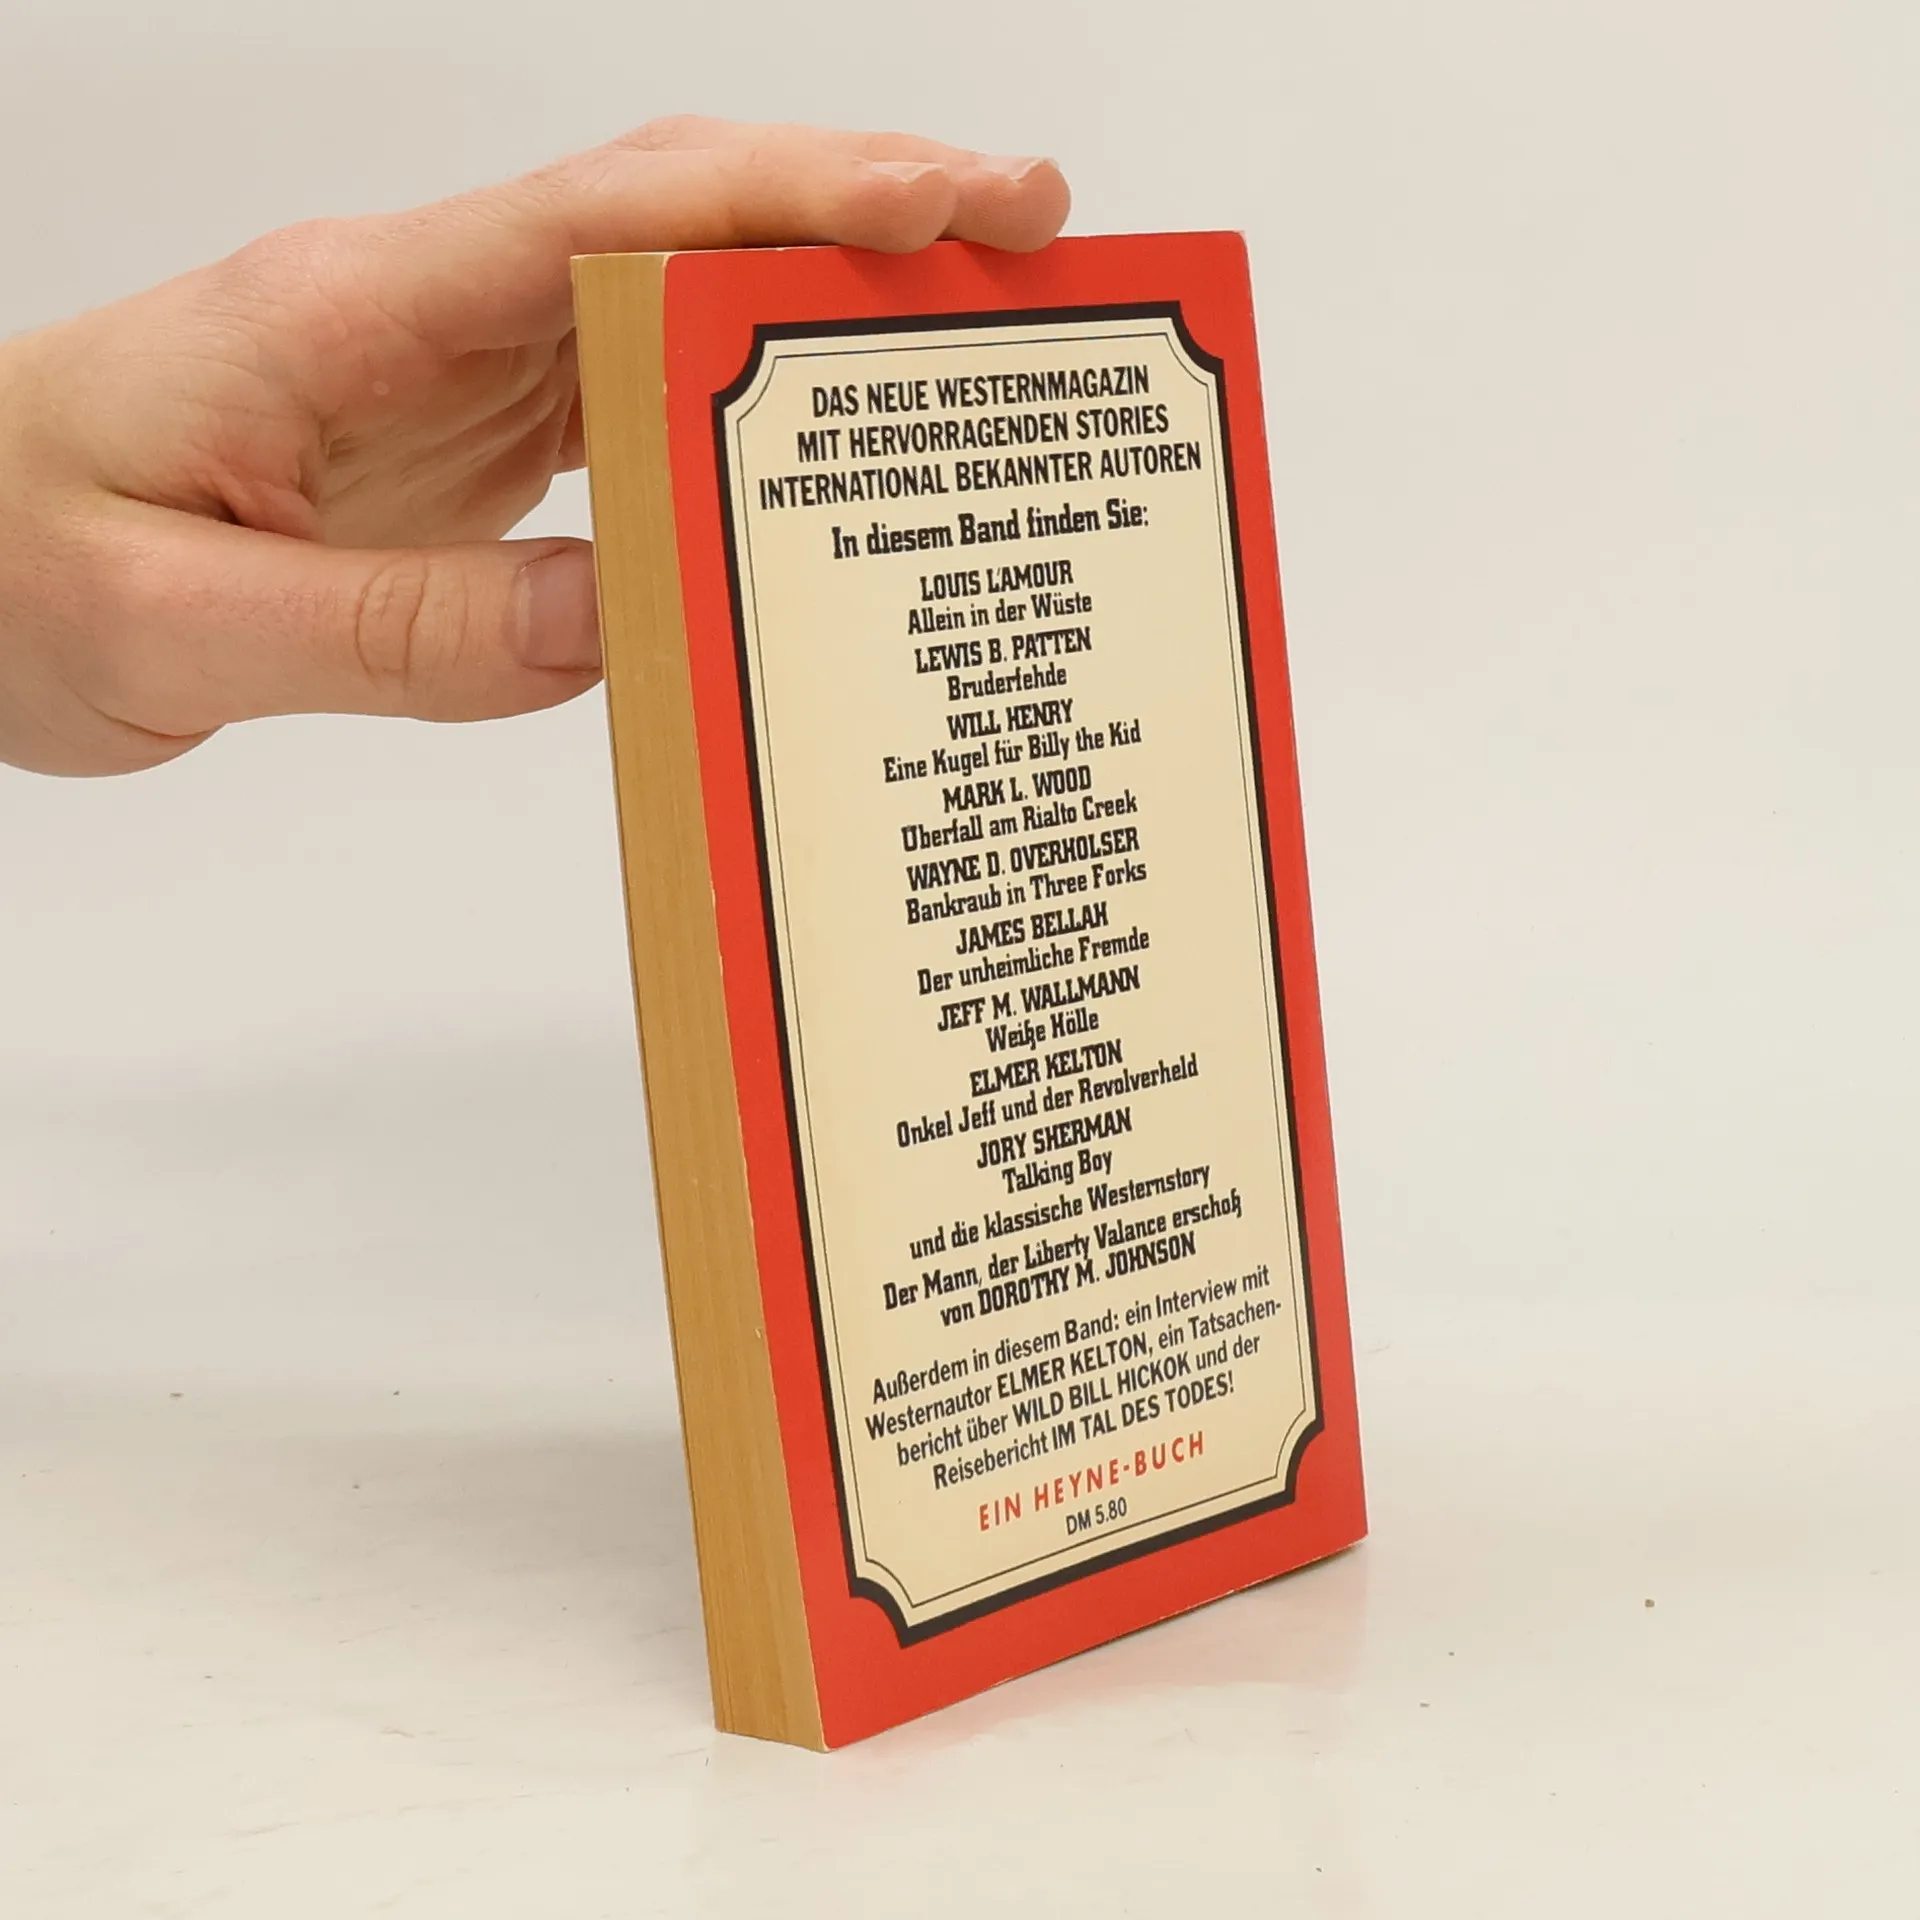 DAS NEUE WESTERNMAGAZIN
MIT HERVORRAGENDEN STORIES
INTERNATIONAL BEKANNTER AUTOREN
In diesem Band finden Sie:
LOUIS L'AMOUR
Allein in der Wüste
LEWIS B. PATTEN
Bruderfehde
WILL HENRY
Eine Kugel für Billy the Kid
MARK L. WOOD
Überfall am Rialto Creek
WAYNE D. OVERHOLSER
Bankraub in Three Forks
JAMES BELLAH
Der unheimliche Fremde
JEFF M. WALLMANN
Weiße Hölle
ELMER KELTON
Onkel Jeff und der Revolverheld
JORY SHERMAN
Talking Boy
und die klassische Westernstory
Der Mann, der Liberty Valance erschoß
von DOROTHY M. JOHNSON
Außerdem in diesem Band: ein Interview mit
Westernautor ELMER KELTON, ein Tatsachen-
bericht über WILD BILL HICKOK und der
Reisebericht IM TAL DES TODES!
EIN HEYNE-BUCH
DM 5.80